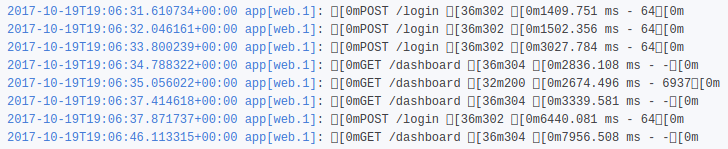 2017-10-19T19:06:31.610734+00:00 app[web.1]: □[0mPOST /login □[36m302 □[0m1409.751 ms - 64□[0m
2017-10-19T19:06:32.046161+00:00 app[web.1]: □[0mPOST /login □[36m302 □[0m1502.356 ms - 64□[0m
2017-10-19T19:06:33.800239+00:00 app[web.1]: □[0mPOST /login □[36m302 □[0m3027.784 ms - 64□[0m
2017-10-19T19:06:34.788322+00:00 app[web.1]: □[0mGET /dashboard □[36m304 □[0m2836.108 ms - -□[0m
2017-10-19T19:06:35.056022+00:00 app[web.1]: □[0mGET /dashboard □[32m200 □[0m2674.496 ms - 6937□[0m
2017-10-19T19:06:37.414618+00:00 app[web.1]: □[0mGET /dashboard □[36m304 □[0m3339.581 ms - -□[0m
2017-10-19T19:06:37.871737+00:00 app[web.1]: □[0mPOST /login □[36m302 □[0m6440.081 ms - 64□[0m
2017-10-19T19:06:46.113315+00:00 app[web.1]: □[0mGET /dashboard □[36m304 □[0m7956.508 ms - -□[0m